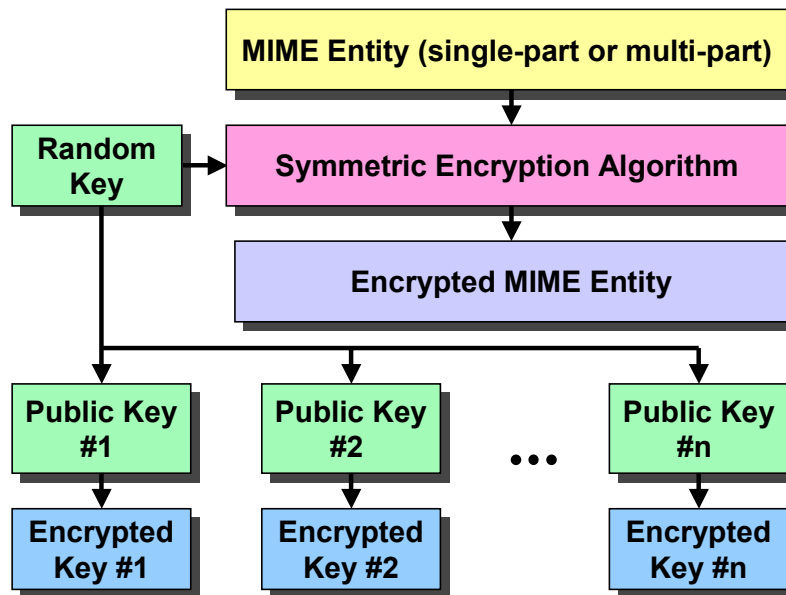 MIME Entity (single-part or multi-part)
Random
Key
Symmetric Encryption Algorithm
Encrypted MIME Entity
Public Key
#1
Public Key
#2
...
Public Key
#n
Encrypted
Key #1
Encrypted
Key #2
Encrypted
Key #n